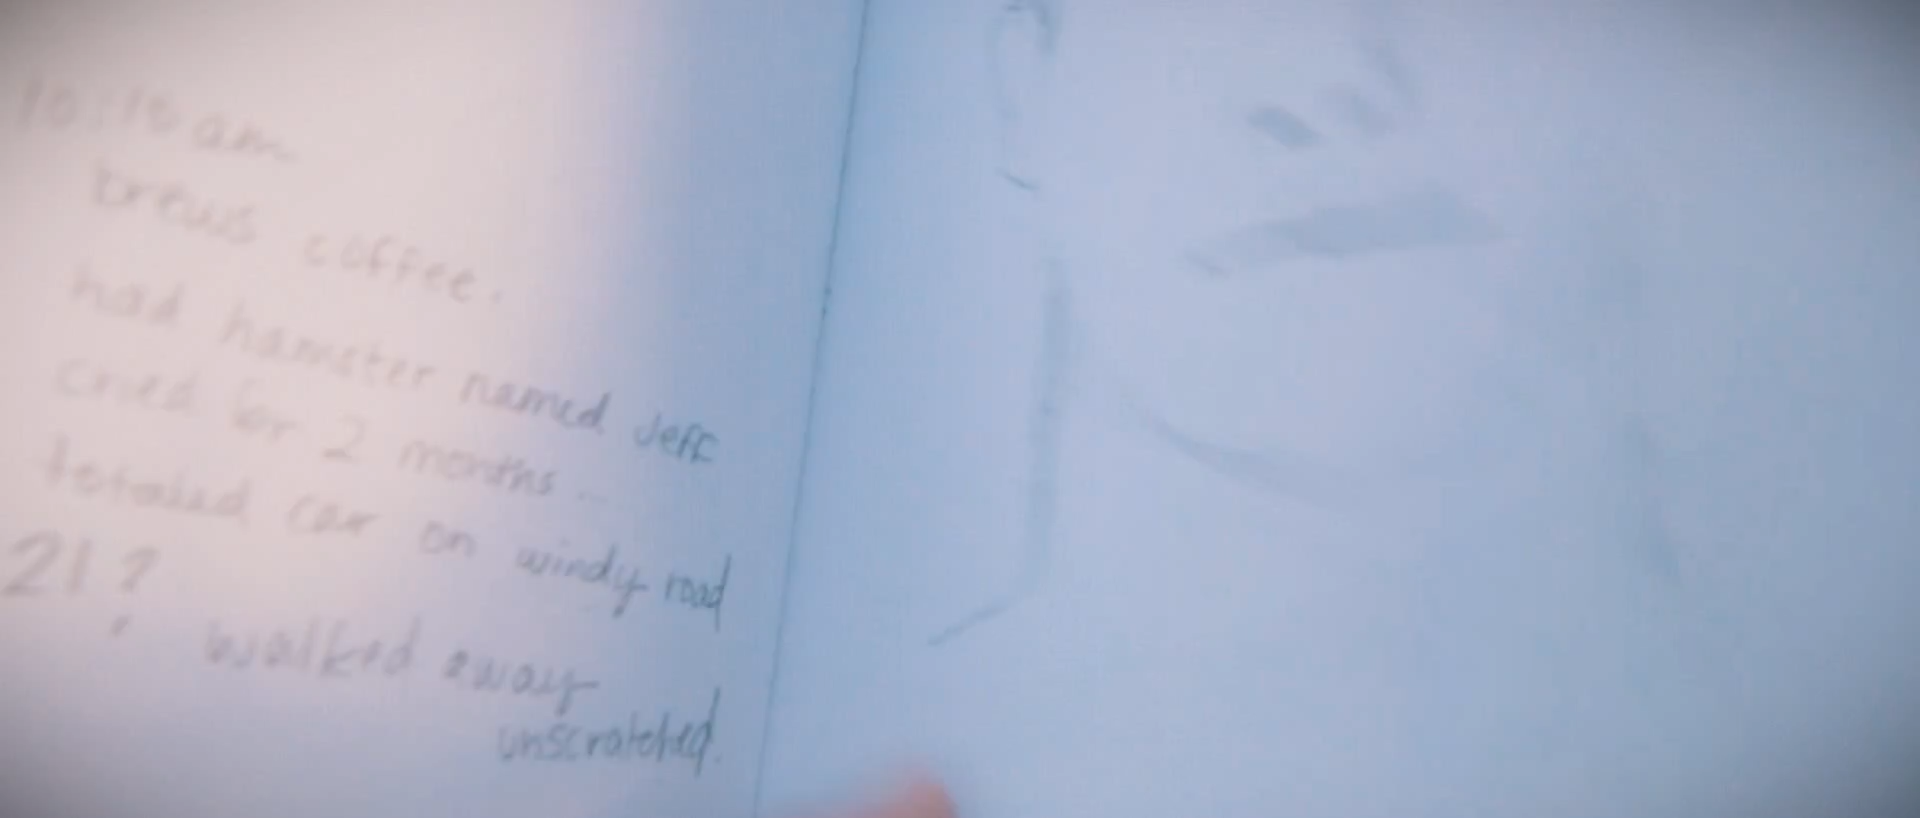 10:10 am
brews coffee.
had hamster named Jeff
cried for 2 months...
totaled car on windy road
21? walked away
unscratched.